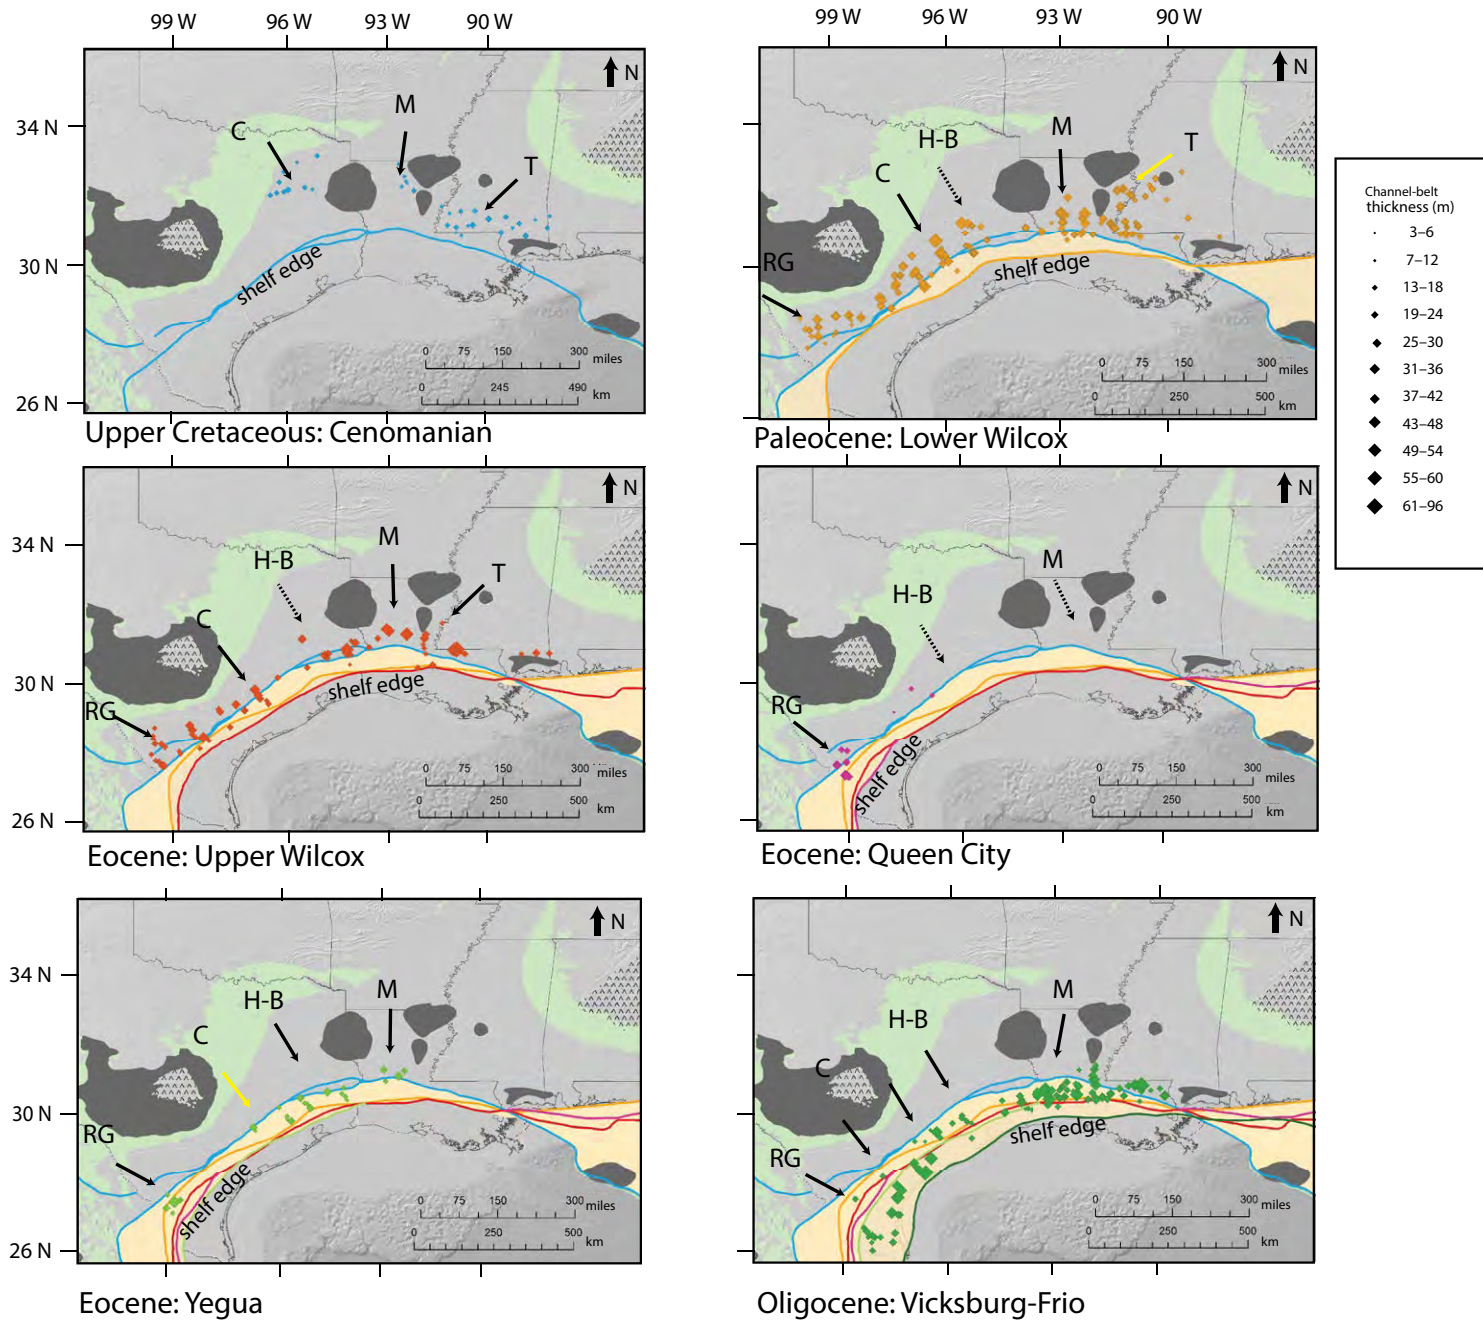 99 W 96 W 93 W 90 W
99 W 96 W 93 W 90 W
34 N
30 N
26 N
N
C
M
T
shelf edge
0 75 150 300 miles
0 245 490 km
Upper Cretaceous: Cenomanian
N
RG
C
H-B
M
T
shelf edge
0 75 150 300 miles
0 250 500 km
Paleocene: Lower Wilcox
Channel-belt
thickness (m)
3–6
7–12
13–18
19–24
25–30
31–36
37–42
43–48
49–54
55–60
61–96
34 N
30 N
26 N
N
RG
C
H-B
M
T
shelf edge
0 75 150 300 miles
0 250 500 km
Eocene: Upper Wilcox
N
RG
H-B
M
shelf edge
0 75 150 300 miles
0 250 500 km
Eocene: Queen City
34 N
30 N
26 N
N
RG
C
H-B
M
shelf edge
0 75 150 300 miles
0 250 500 km
Eocene: Yegua
N
RG
C
H-B
M
shelf edge
0 75 150 300 miles
0 250 500 km
Oligocene: Vicksburg-Frio